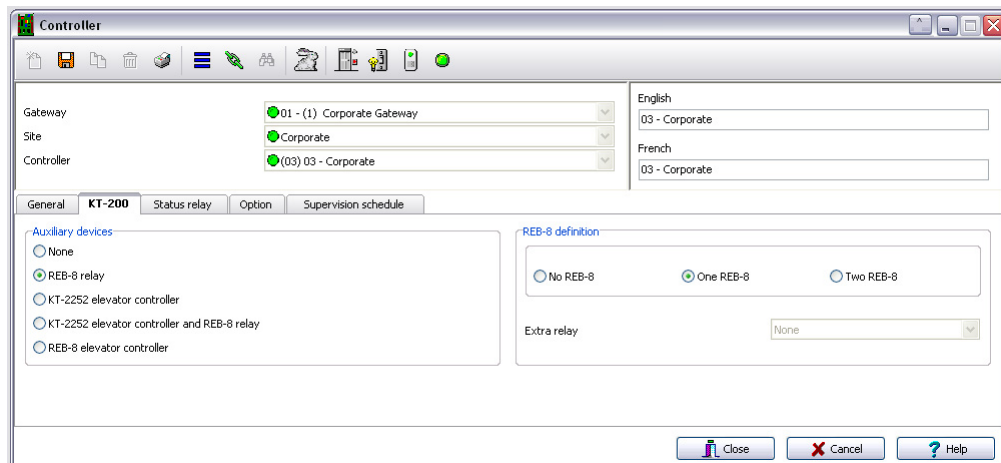 Controller
English
Gateway
01 - (1) Corporate Gateway
03 - Corporate
Site
Corporate
French
Controller
(03) 03 - Corporate
03 - Corporate
General
KT-200
Status relay
Option
Supervision schedule
Auxiliary devices
None
REB-8 relay
KT-2252 elevator controller
KT-2252 elevator controller and REB-8 relay
REB-8 elevator controller
REB-8 definition
No REB-8
One REB-8
Two REB-8
Extra relay
None
Close
Cancel
Help